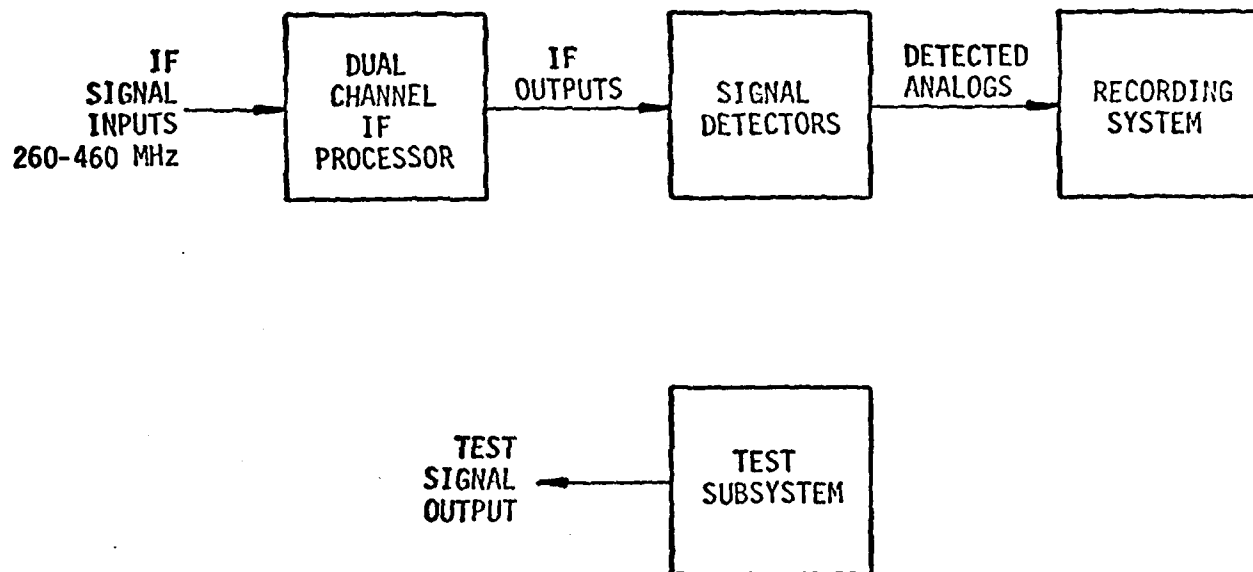 IF
SIGNAL
INPUTS
260-460 MHz
DUAL
CHANNEL
IF
PROCESSOR
IF
OUTPUTS
SIGNAL
DETECTORS
DETECTED
ANALOGS
RECORDING
SYSTEM
TEST
SIGNAL
OUTPUT
TEST
SUBSYSTEM